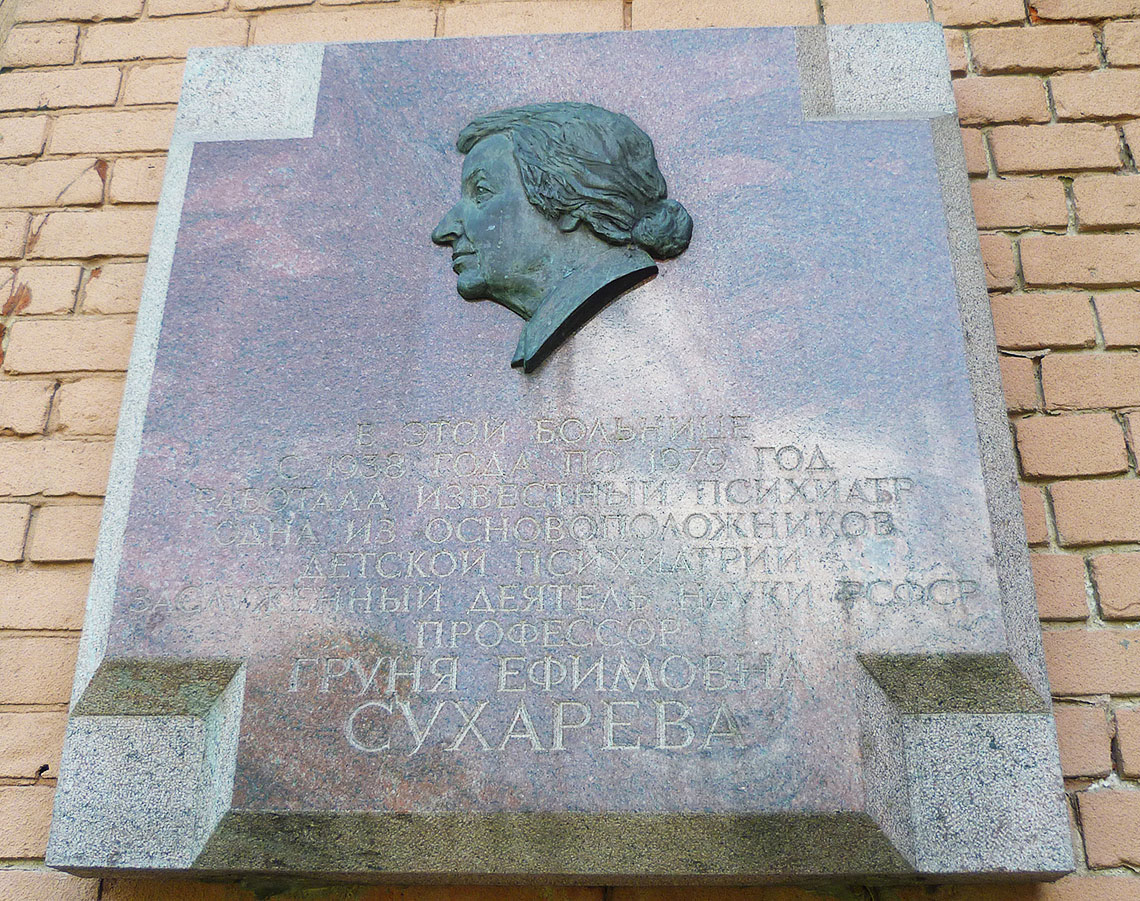 В ЭТОЙ БОЛЬНИЦЕ
С 1938 ГОДА ПО 1979 ГОД
РАБОТАЛА ИЗВЕСТНЫЙ ПСИХИАТР
ОДНА ИЗ ОСНОВОПОЛОЖНИКОВ
ДЕТСКОЙ ПСИХИАТРИИ
ЗАСЛУЖЕННЫЙ ДЕЯТЕЛЬ НАУКИ РСФСР
ПРОФЕССОР
ГРУНЯ ЕФИМОВНА
СУХАРЕВА